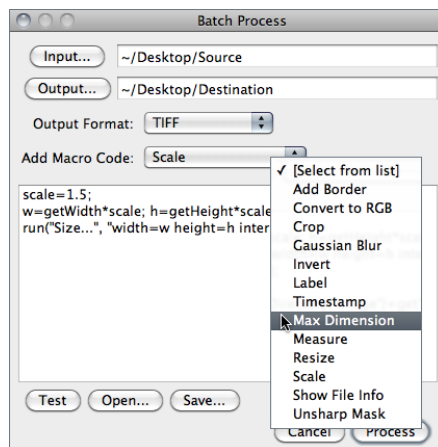 Batch Process
Input... ~/Desktop/Source
Output... ~/Desktop/Destination
Output Format: TIFF
Add Macro Code: Scale
✓ [Select from list]
Add Border
Convert to RGB
Crop
Gaussian Blur
Invert
Label
Timestamp
Max Dimension
Measure
Resize
Scale
Show File Info
Unsharp Mask
scale=1.5;
w=getWidth*scale; h=getHeight*scale
run("Size...", "width=w height=h inter
Test Open... Save...
Cancel Process